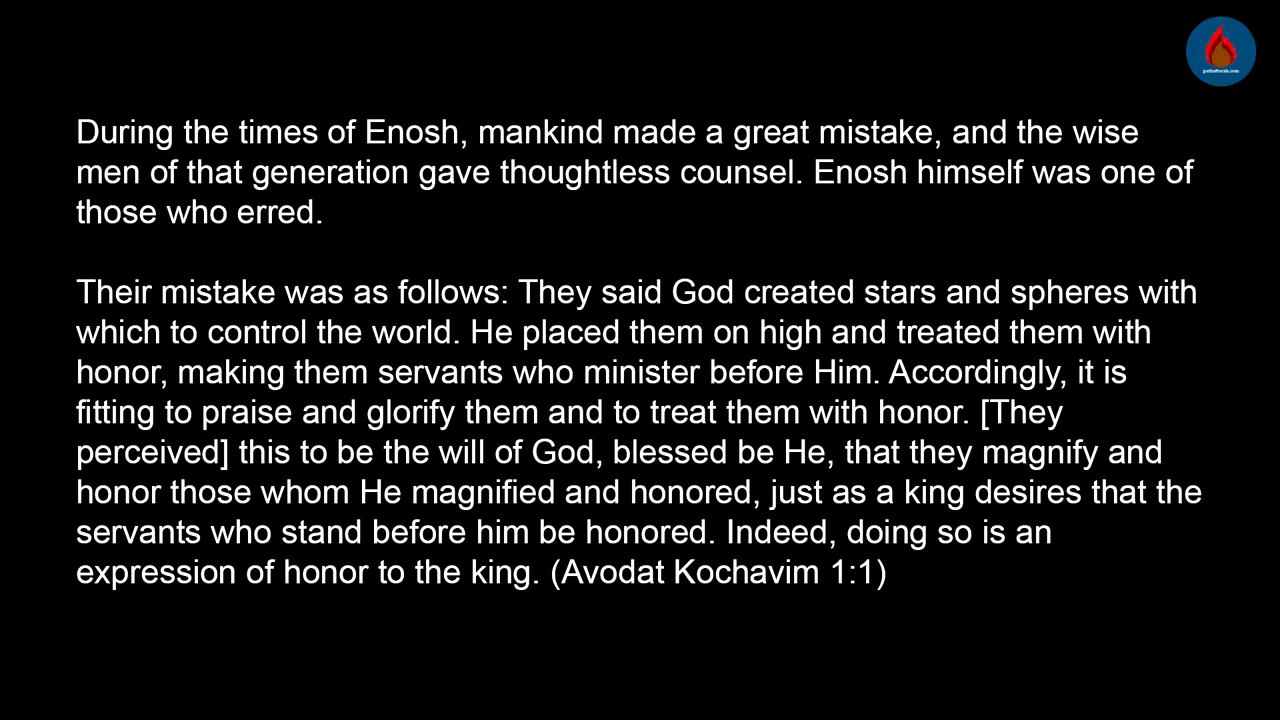 During the times of Enosh, mankind made a great mistake, and the wise
men of that generation gave thoughtless counsel. Enosh himself was one of
those who erred.
Their mistake was as follows: They said God created stars and spheres with
which to control the world. He placed them on high and treated them with
honor, making them servants who minister before Him. Accordingly, it is
fitting to praise and glorify them and to treat them with honor. [They
perceived] this to be the will of God, blessed be He, that they magnify and
honor those whom He magnified and honored, just as a king desires that the
servants who stand before him be honored. Indeed, doing so is an
expression of honor to the king. (Avodat Kochavim 1:1)